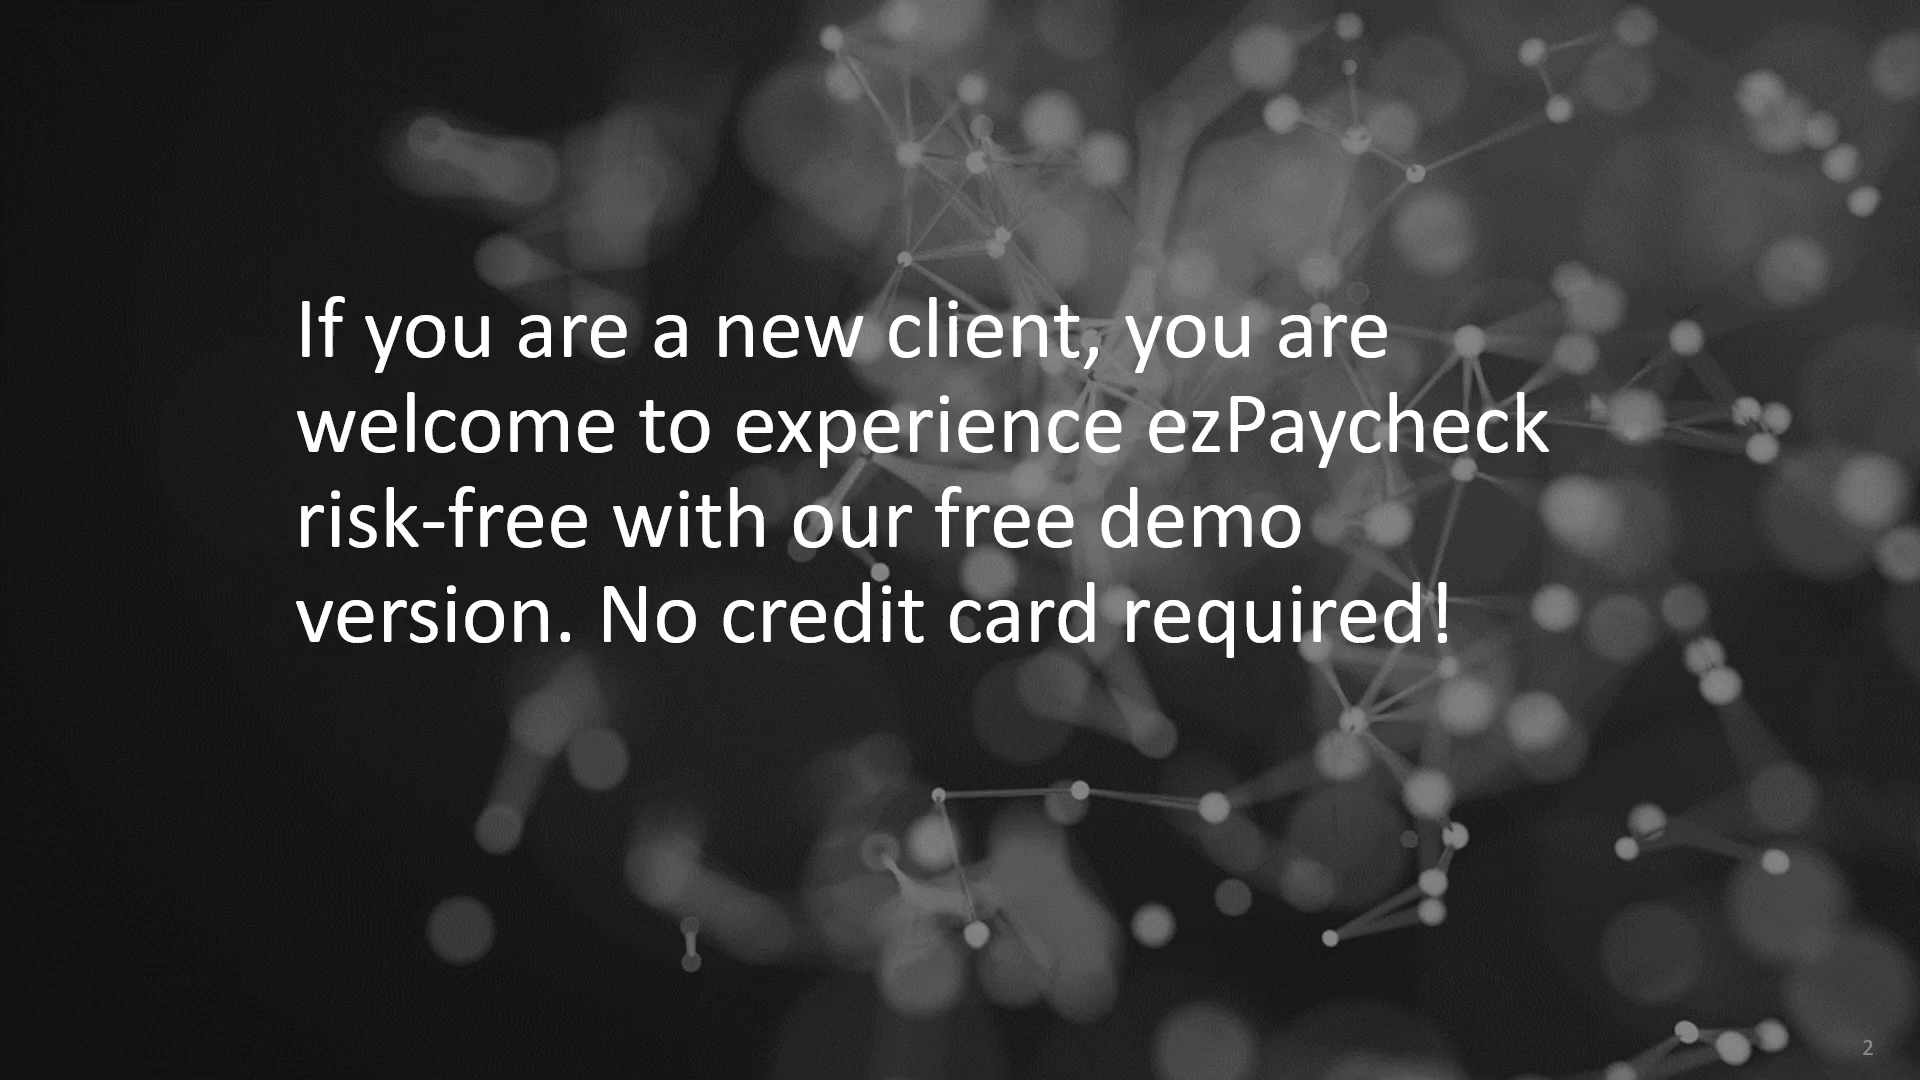 If you are a new client, you are
welcome to experience ezPaycheck
risk-free with our free demo
version. No credit card required!
2